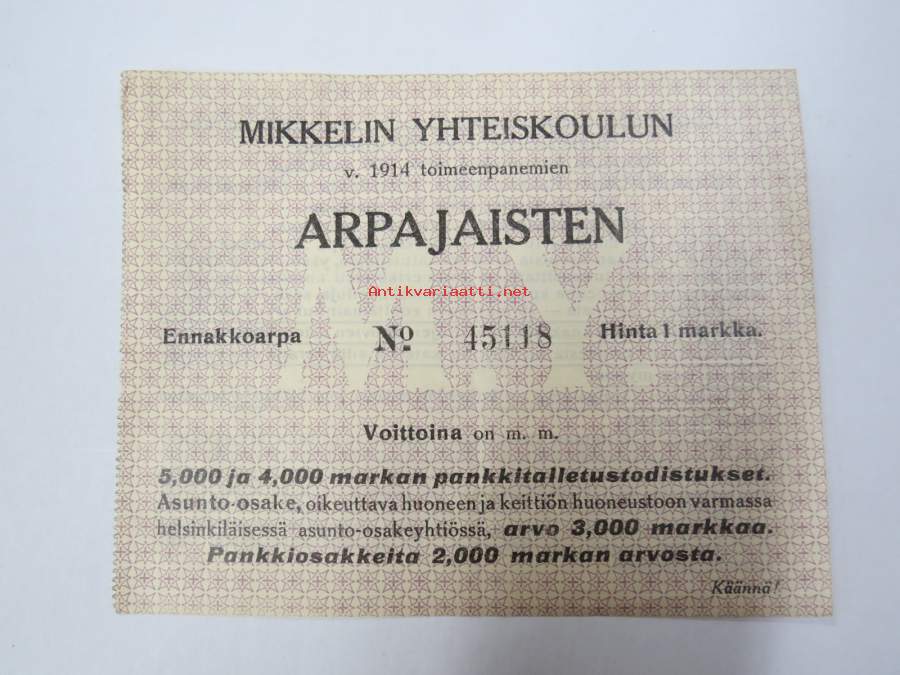 MIKKELIN YHTEISKOULUN
v. 1914 toimeenpanemien
ARPAJAISTEN
M.Y.
Antikvariaatti.net
Ennakkoarpa No 45118 Hinta 1 markka.
Voittoina on m. m.
5,000 ja 4,000 markan pankkitalletustodistukset.
Asunto-osake, oikeuttava huoneen ja keittiön huoneustoon varmassa
helsinkiläisessä asunto-osakeyhtiössä, arvo 3,000 markkaa.
Pankkiosakkeita 2,000 markan arvosta.
Käännä!